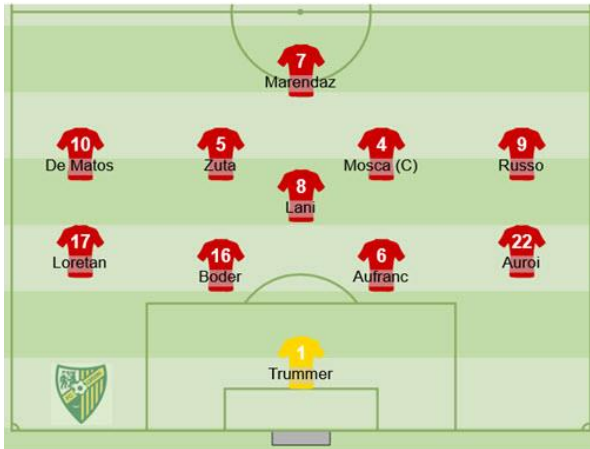 7
Marendaz
10
De Matos
5
Zuta
4
Mosca (C)
9
Russo
8
Lani
17
Loretan
16
Boder
6
Aufranc
22
Auroi
1
Trummer